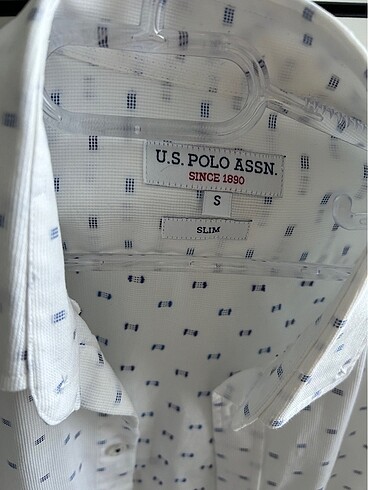 U.S. POLO ASSN.
SINCE 1890
S
SLIM